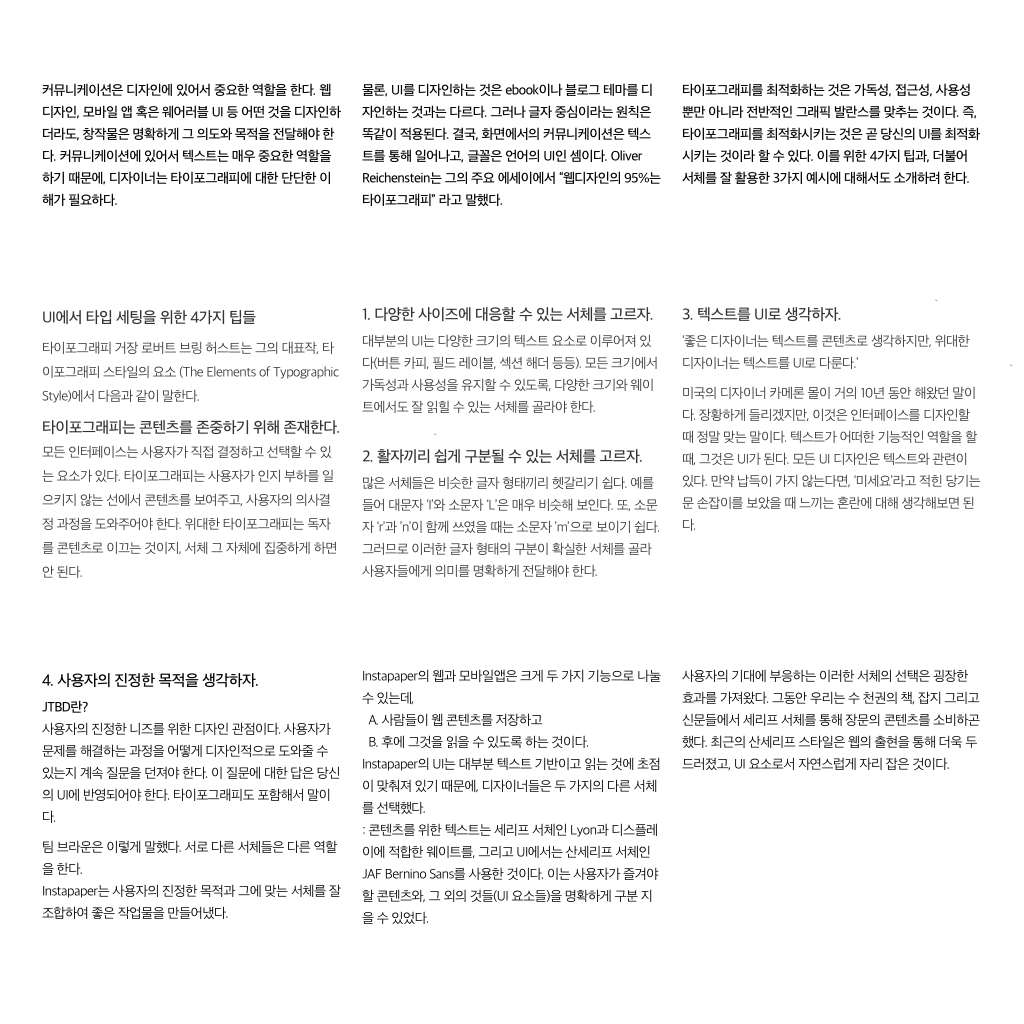 커뮤니케이션은 디자인에 있어서 중요한 역할을 한다. 웹
디자인, 모바일 앱 혹은 웨어러블 UI 등 어떤 것을 디자인하
더라도, 창작물은 명확하게 그 의도와 목적을 전달해야 한
다. 커뮤니케이션에 있어서 텍스트는 매우 중요한 역할을
하기 때문에, 디자이너는 타이포그래피에 대한 단단한 이
해가 필요하다.
물론, UI를 디자인하는 것은 ebook이나 블로그 테마를 디
자인하는 것과는 다르다. 그러나 글자 중심이라는 원칙은
똑같이 적용된다. 결국, 화면에서의 커뮤니케이션은 텍스
트를 통해 일어나고, 글꼴은 언어의 UI인 셈이다. Oliver
Reichenstein는 그의 주요 에세이에서 “웹디자인의 95%는
타이포그래피” 라고 말했다.
타이포그래피를 최적화하는 것은 가독성, 접근성, 사용성
뿐만 아니라 전반적인 그래픽 발란스를 맞추는 것이다. 즉,
타이포그래피를 최적화시키는 것은 곧 당신의 UI를 최적화
시키는 것이라 할 수 있다. 이를 위한 4가지 팁과, 더불어
서체를 잘 활용한 3가지 예시에 대해서도 소개하려 한다.
UI에서 타입 세팅을 위한 4가지 팁들
타이포그래피 거장 로버트 브링 허스트는 그의 대표작, 타
이포그래피 스타일의 요소 (The Elements of Typographic
Style)에서 다음과 같이 말한다.
타이포그래피는 콘텐츠를 존중하기 위해 존재한다.
모든 인터페이스는 사용자가 직접 결정하고 선택할 수 있
는 요소가 있다. 타이포그래피는 사용자가 인지 부하를 일
으키지 않는 선에서 콘텐츠를 보여주고, 사용자의 의사결
정 과정을 도와주어야 한다. 위대한 타이포그래피는 독자
를 콘텐츠로 이끄는 것이지, 서체 그 자체에 집중하게 하면
안 된다.
1. 다양한 사이즈에 대응할 수 있는 서체를 고르자.
대부분의 UI는 다양한 크기의 텍스트 요소로 이루어져 있
다(버튼 카피, 필드 레이블, 섹션 해더 등등). 모든 크기에서
가독성과 사용성을 유지할 수 있도록, 다양한 크기와 웨이
트에서도 잘 읽힐 수 있는 서체를 골라야 한다.
2. 활자끼리 쉽게 구분될 수 있는 서체를 고르자.
많은 서체들은 비슷한 글자 형태끼리 헷갈리기 쉽다. 예를
들어 대문자 'I'와 소문자 'L'은 매우 비슷해 보인다. 또, 소문
자 'r'과 'n'이 함께 쓰였을 때는 소문자 'm'으로 보이기 쉽다.
그러므로 이러한 글자 형태의 구분이 확실한 서체를 골라
사용자들에게 의미를 명확하게 전달해야 한다.
3. 텍스트를 UI로 생각하자.
‘좋은 디자이너는 텍스트를 콘텐츠로 생각하지만, 위대한
디자이너는 텍스트를 UI로 다룬다.’
미국의 디자이너 카메론 몰이 거의 10년 동안 해왔던 말이
다. 장황하게 들리겠지만, 이것은 인터페이스를 디자인할
때 정말 맞는 말이다. 텍스트가 어떠한 기능적인 역할을 할
때, 그것은 UI가 된다. 모든 UI 디자인은 텍스트와 관련이
있다. 만약 납득이 가지 않는다면, '미세요'라고 적힌 당기는
문 손잡이를 보았을 때 느끼는 혼란에 대해 생각해보면 된
다.
4. 사용자의 진정한 목적을 생각하자.
JTBD란?
사용자의 진정한 니즈를 위한 디자인 관점이다. 사용자가
문제를 해결하는 과정을 어떻게 디자인적으로 도와줄 수
있는지 계속 질문을 던져야 한다. 이 질문에 대한 답은 당신
의 UI에 반영되어야 한다. 타이포그래피도 포함해서 말이
다.
팀 브라운은 이렇게 말했다. 서로 다른 서체들은 다른 역할
을 한다.
Instapaper는 사용자의 진정한 목적과 그에 맞는 서체를 잘
조합하여 좋은 작업물을 만들어냈다.
Instapaper의 웹과 모바일앱은 크게 두 가지 기능으로 나눌
수 있는데,
A. 사람들이 웹 콘텐츠를 저장하고
B. 후에 그것을 읽을 수 있도록 하는 것이다.
Instapaper의 UI는 대부분 텍스트 기반이고 읽는 것에 초점
이 맞춰져 있기 때문에, 디자이너들은 두 가지의 다른 서체
를 선택했다.
: 콘텐츠를 위한 텍스트는 세리프 서체인 Lyon과 디스플레
이에 적합한 웨이트를, 그리고 UI에서는 산세리프 서체인
JAF Bernino Sans를 사용한 것이다. 이는 사용자가 즐겨야
할 콘텐츠와, 그 외의 것들(UI 요소들)을 명확하게 구분 지
을 수 있었다.
사용자의 기대에 부응하는 이러한 서체의 선택은 굉장한
효과를 가져왔다. 그동안 우리는 수 천권의 책, 잡지 그리고
신문들에서 세리프 서체를 통해 장문의 콘텐츠를 소비하곤
했다. 최근의 산세리프 스타일은 웹의 출현을 통해 더욱 두
드러졌고, UI 요소로서 자연스럽게 자리 잡은 것이다.